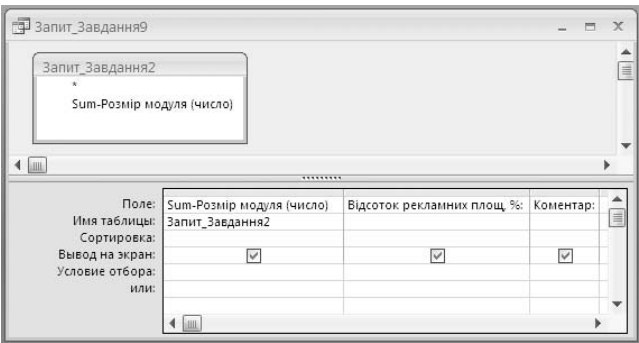 Запит_Завдання9
Запит_Завдання2
*
Sum-Розмір модуля (число)
Поле: Sum-Розмір модуля (число) Відсоток рекламних площ, %: Коментар:
Имя таблицы: Запит_Завдання2
Сортировка:
Вывод на экран:
Условие отбора:
или: